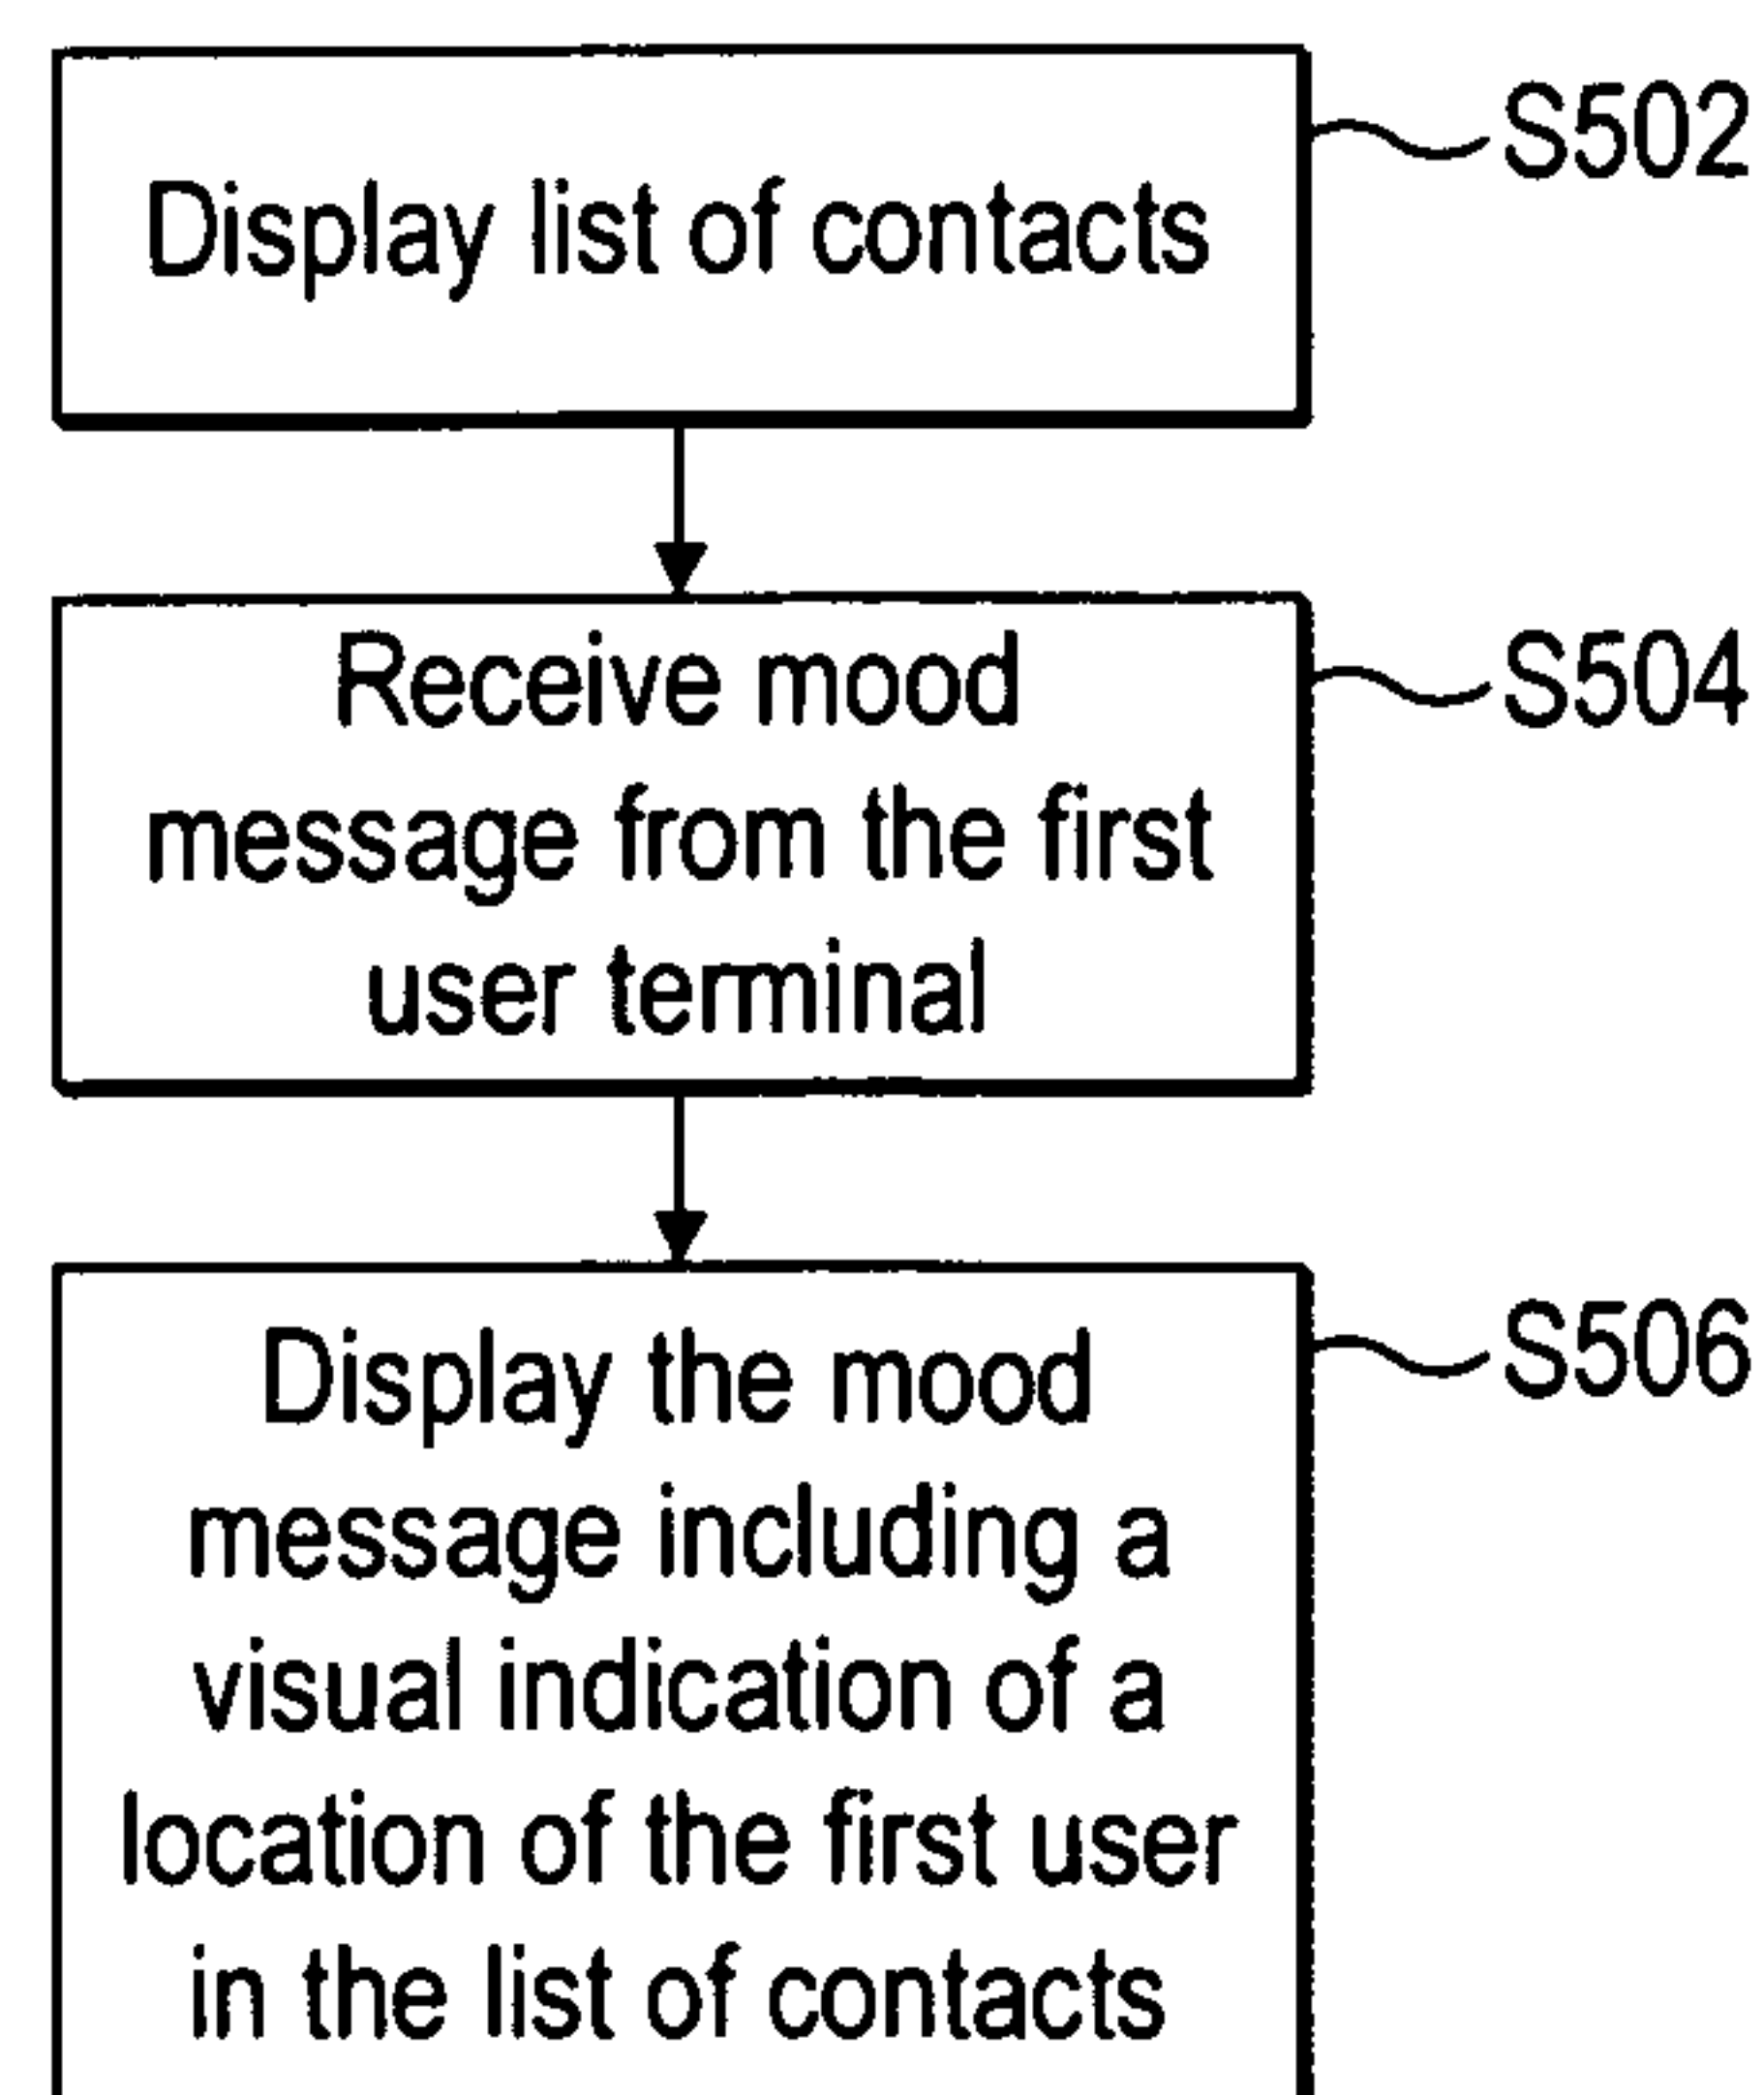 Display list of contacts
S502
Receive mood
message from the first
user terminal
S504
Display the mood
message including a
visual indication of a
location of the first user
in the list of contacts
S506